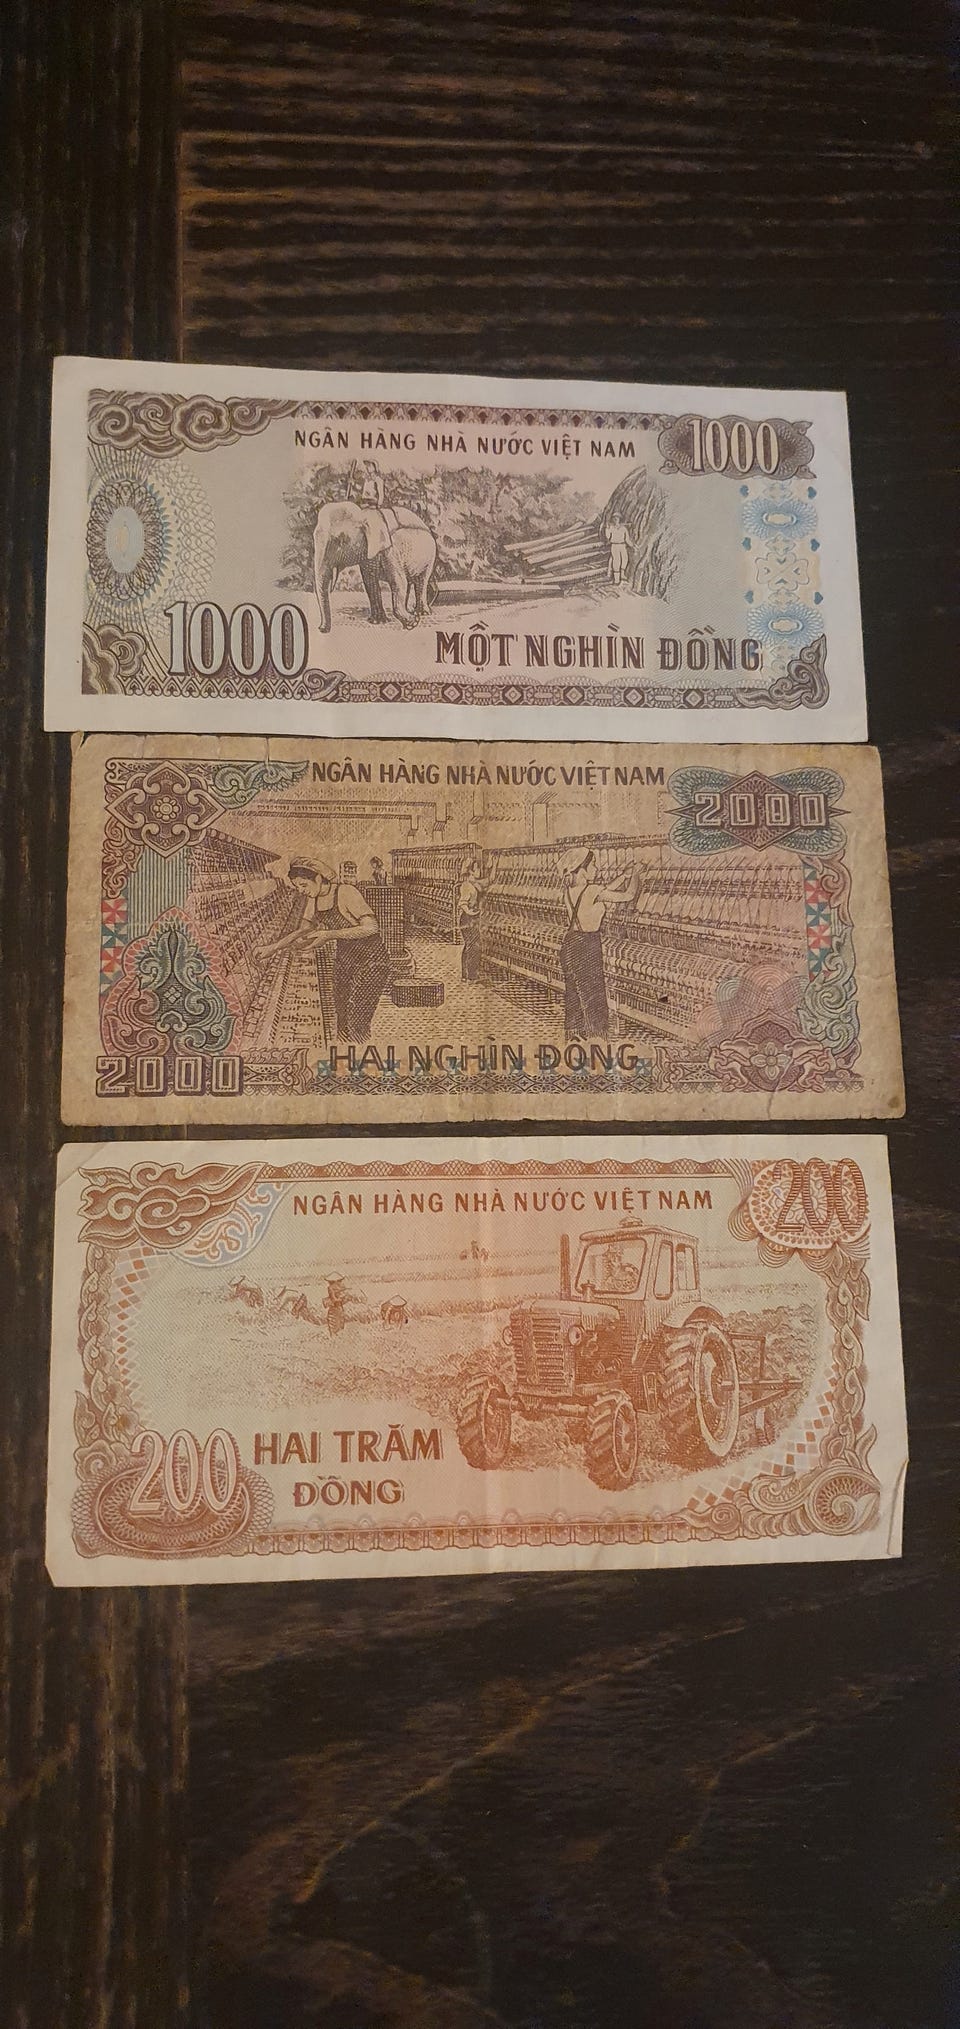 NGÂN HÀNG NHÀ NƯỚC VIỆT NAM
1000
1000
MỘT NGHÌN ĐỒNG
NGÂN HÀNG NHÀ NƯỚC VIỆT NAM
2000
2000
HAI NGHÌN ĐỒNG
NGÂN HÀNG NHÀ NƯỚC VIỆT NAM
200
200
HAI TRĂM
ĐỒNG